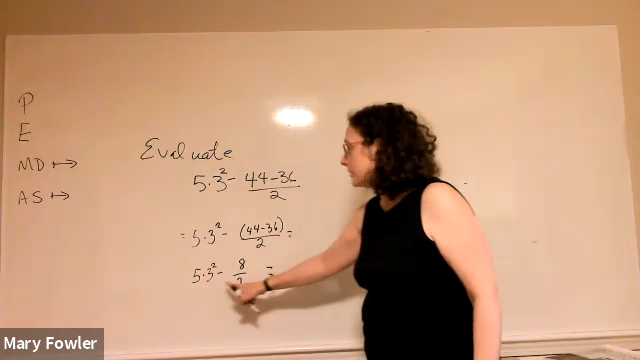 P
E
MD→
AS→
Evaluate
5·3² - (44-36)/2
= 5·3² - ((44-36))/2 =
5·3² - 8/2 =
Mary Fowler